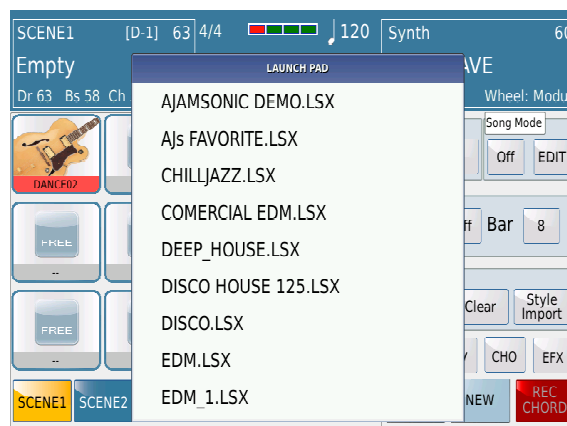 SCENE1 [D-1] 63 4/4 120 Synth 60
Empty
Dr 63 Bs 58 Ch Wheel: Modu
LAUNCH PAD
AJAMSONIC DEMO.LSX
AJs FAVORITE.LSX
CHILLJAZZ.LSX
COMERCIAL EDM.LSX
DEEP_HOUSE.LSX
DISCO HOUSE 125.LSX
DISCO.LSX
EDM.LSX
EDM_1.LSX
DANCE02
FREE
--
FREE
--
SCENE1 SCENE2
Song Mode
Off EDIT
Bar 8
Clear Style Import
CHO EFX
NEW REC CHORD